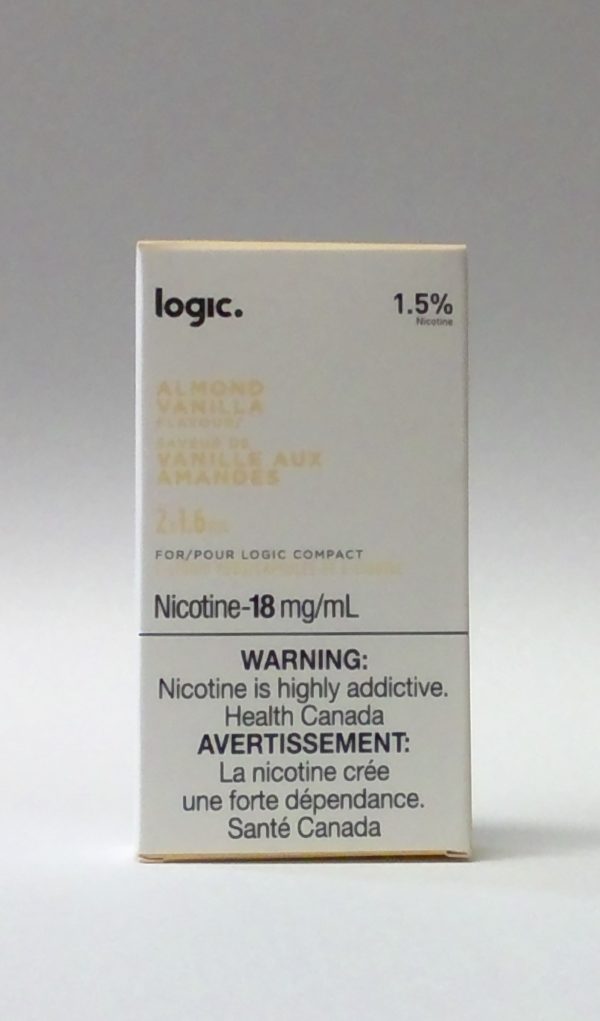 logic.
1.5%
Nicotine
ALMOND
VANILLA
FLAVOUR/
SAVEUR DE
VANILLE AUX
AMANDES
2x1.6mL
FOR/POUR LOGIC COMPACT
Nicotine-18 mg/mL
WARNING:
Nicotine is highly addictive.
Health Canada
AVERTISSEMENT:
La nicotine crée
une forte dépendance.
Santé Canada